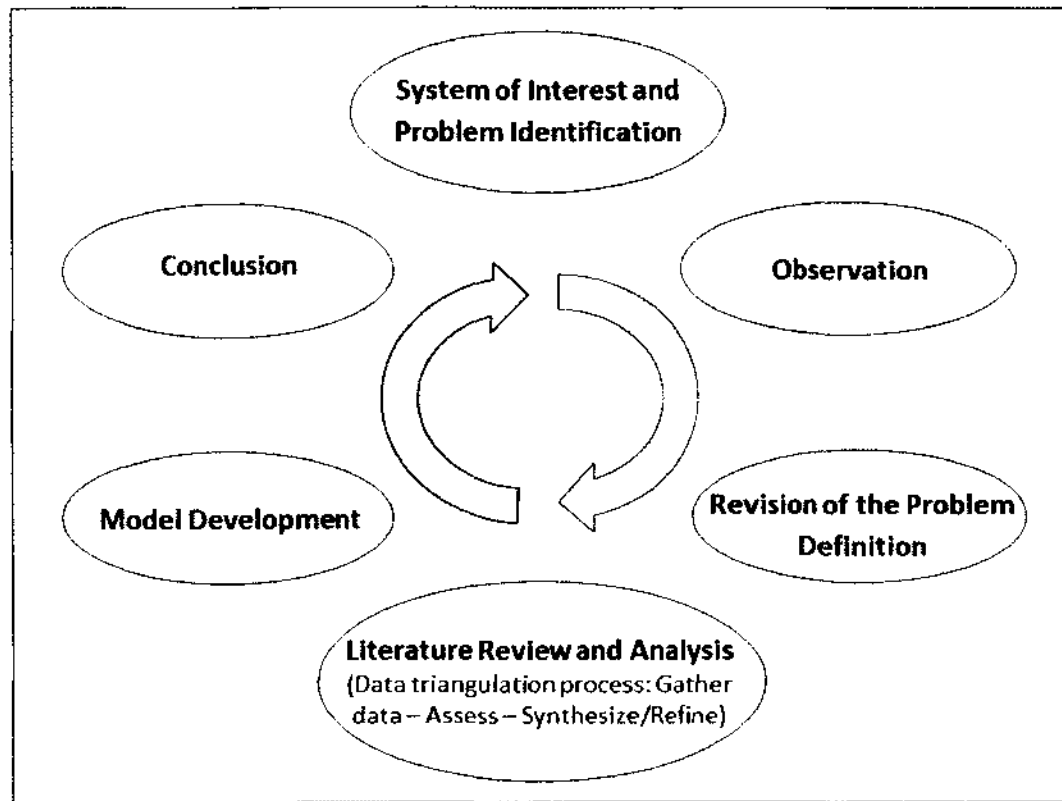 System of Interest and
Problem Identification
Observation
Revision of the Problem
Definition
Literature Review and Analysis
(Data triangulation process: Gather
data – Assess – Synthesize/Refine)
Model Development
Conclusion